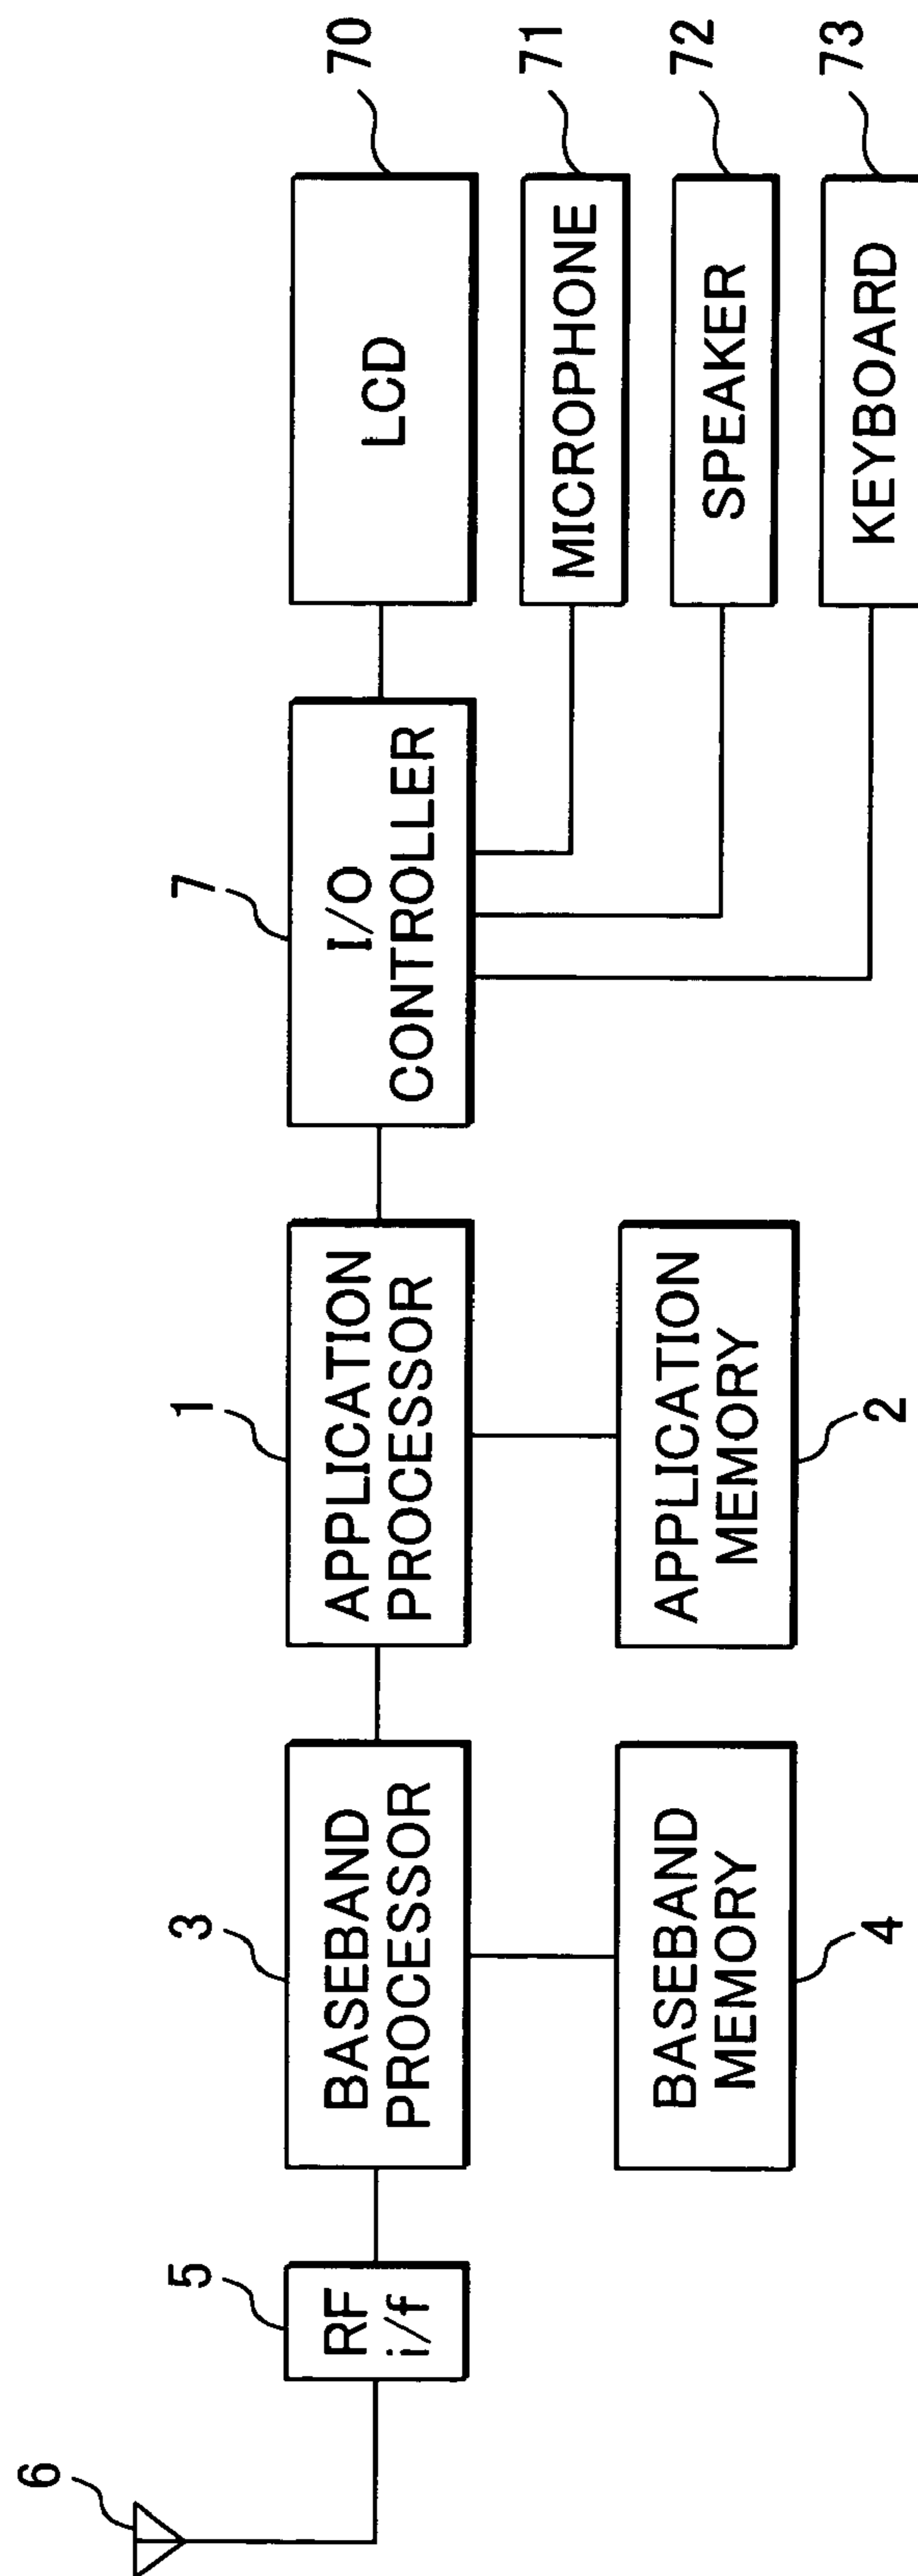 6
5
RF
i/f
3
BASEBAND
PROCESSOR
BASEBAND
MEMORY
4
1
APPLICATION
PROCESSOR
APPLICATION
MEMORY
2
7
I/O
CONTROLLER
LCD
70
MICROPHONE
71
SPEAKER
72
KEYBOARD
73